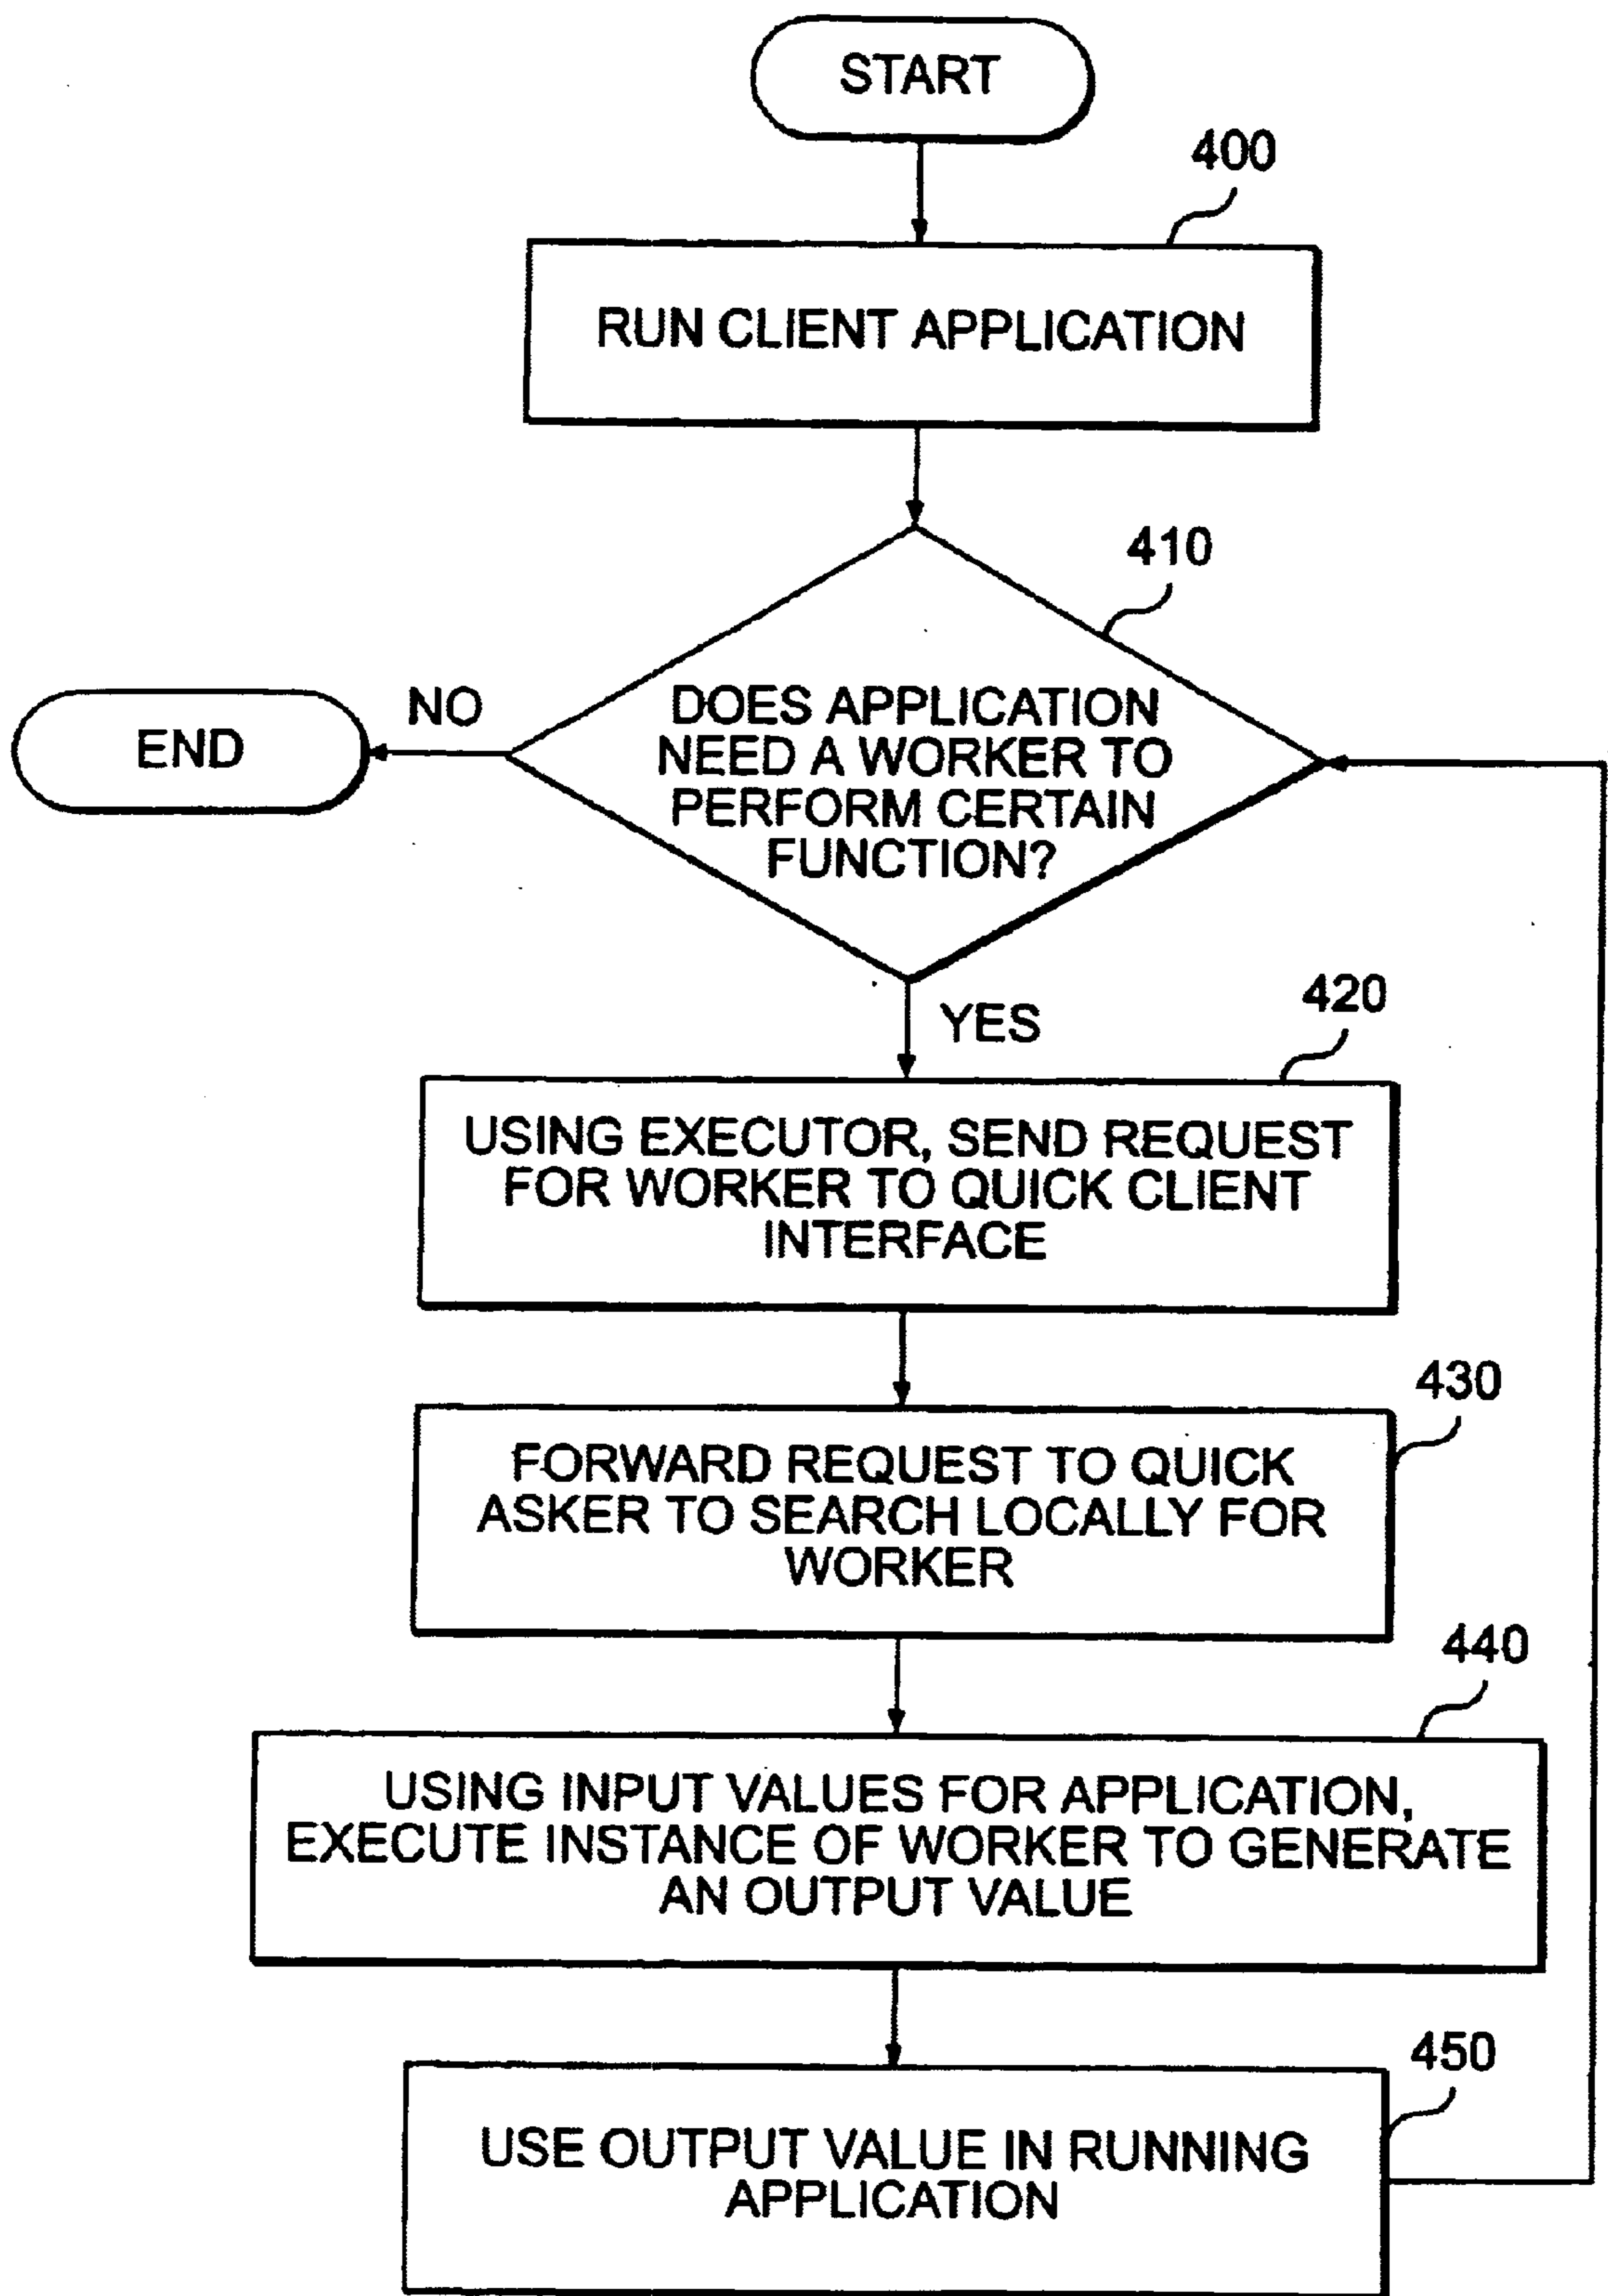 START
400
RUN CLIENT APPLICATION
410
DOES APPLICATION
NEED A WORKER TO
PERFORM CERTAIN
FUNCTION?
NO
END
YES
420
USING EXECUTOR, SEND REQUEST
FOR WORKER TO QUICK CLIENT
INTERFACE
430
FORWARD REQUEST TO QUICK
ASKER TO SEARCH LOCALLY FOR
WORKER
440
USING INPUT VALUES FOR APPLICATION,
EXECUTE INSTANCE OF WORKER TO GENERATE
AN OUTPUT VALUE
450
USE OUTPUT VALUE IN RUNNING
APPLICATION